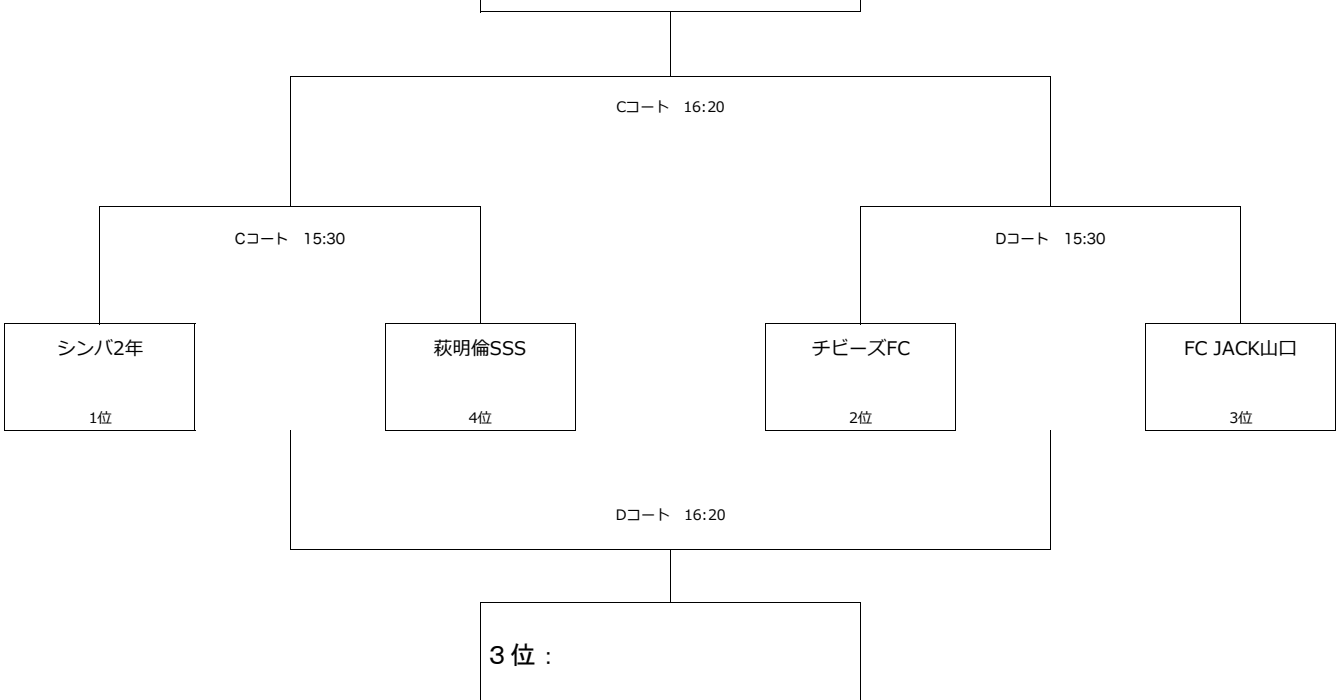 Cコート　16:20
Cコート　15:30
Dコート　15:30
シンバ2年
萩明倫SSS
チビーズFC
FC JACK山口
1位
4位
2位
3位
Dコート　16:20
３位：